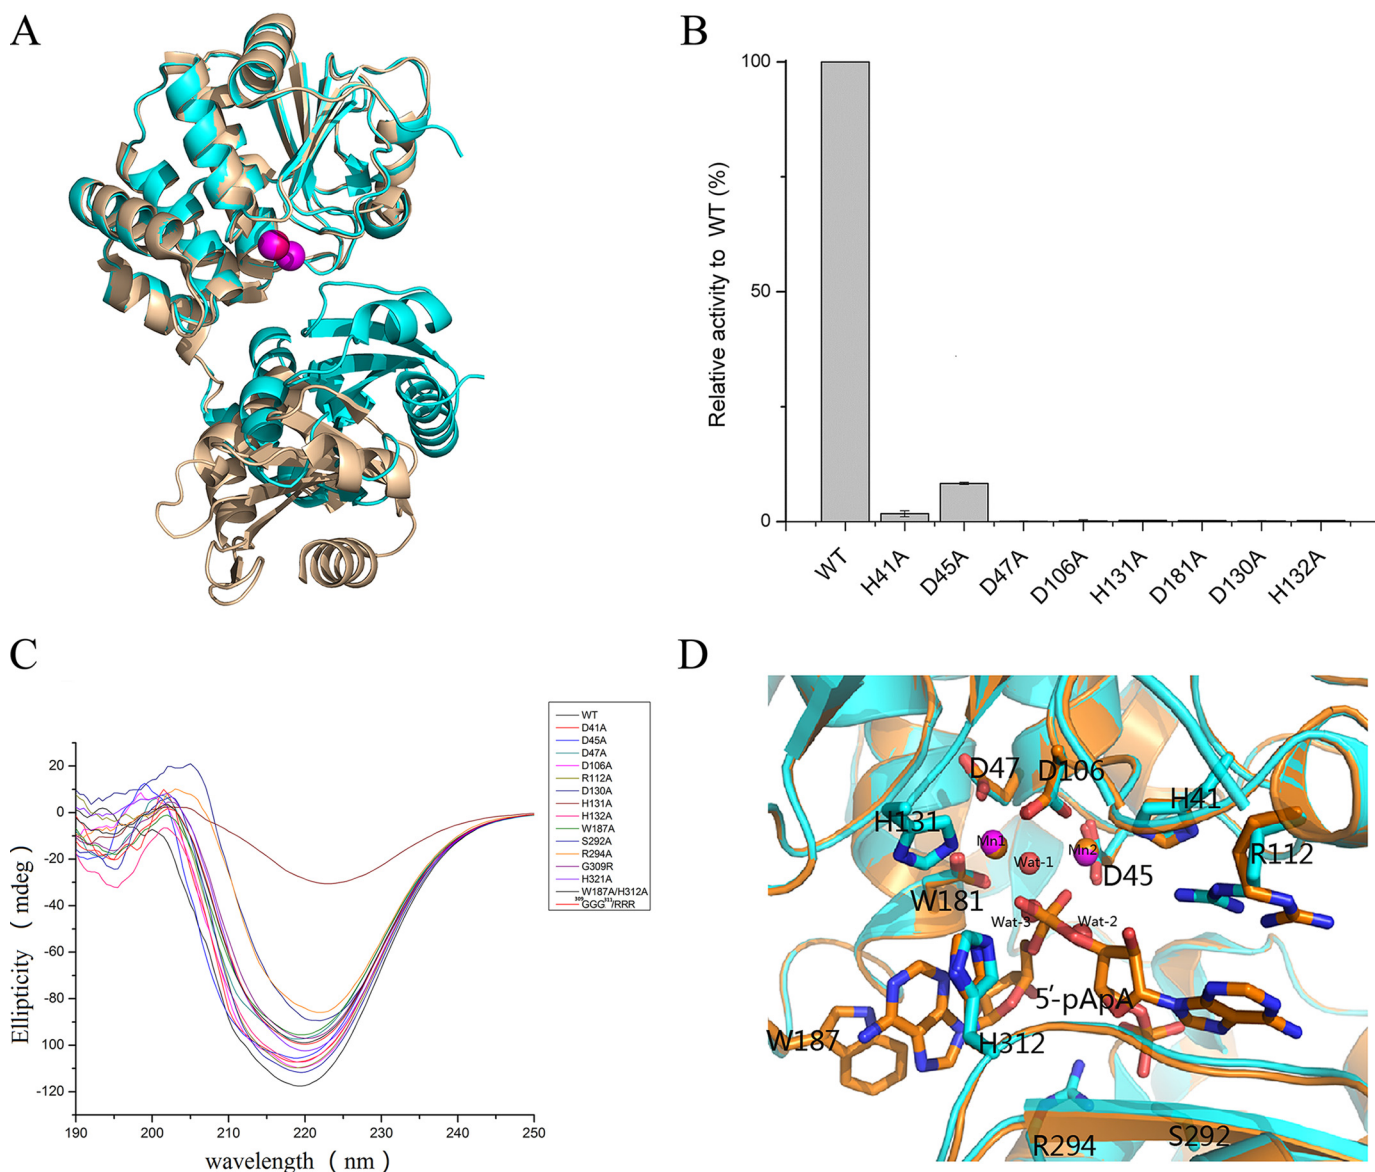 A
B
100
50
0
Relative activity to WT (%)
WT
H41A
D45A
D47A
D106A
H131A
D181A
D130A
H132A
C
20
0
-20
-40
-60
-80
100
-120
190
200
210
220
230
240
250
Ellipticity ( mdeg )
wavelength ( nm )
WT
D41A
D45A
D47A
D106A
R112A
D130A
H131A
H132A
W187A
S292A
R294A
G309R
H321A
W187A/H312A
309GGG311/RRR
D
D47
D106
H41
H131
Mn1
Mn2
Wat-1
D45
R112
W181
Wat-3
Wat-2
5′-pApA
W187
H312
R294
S292